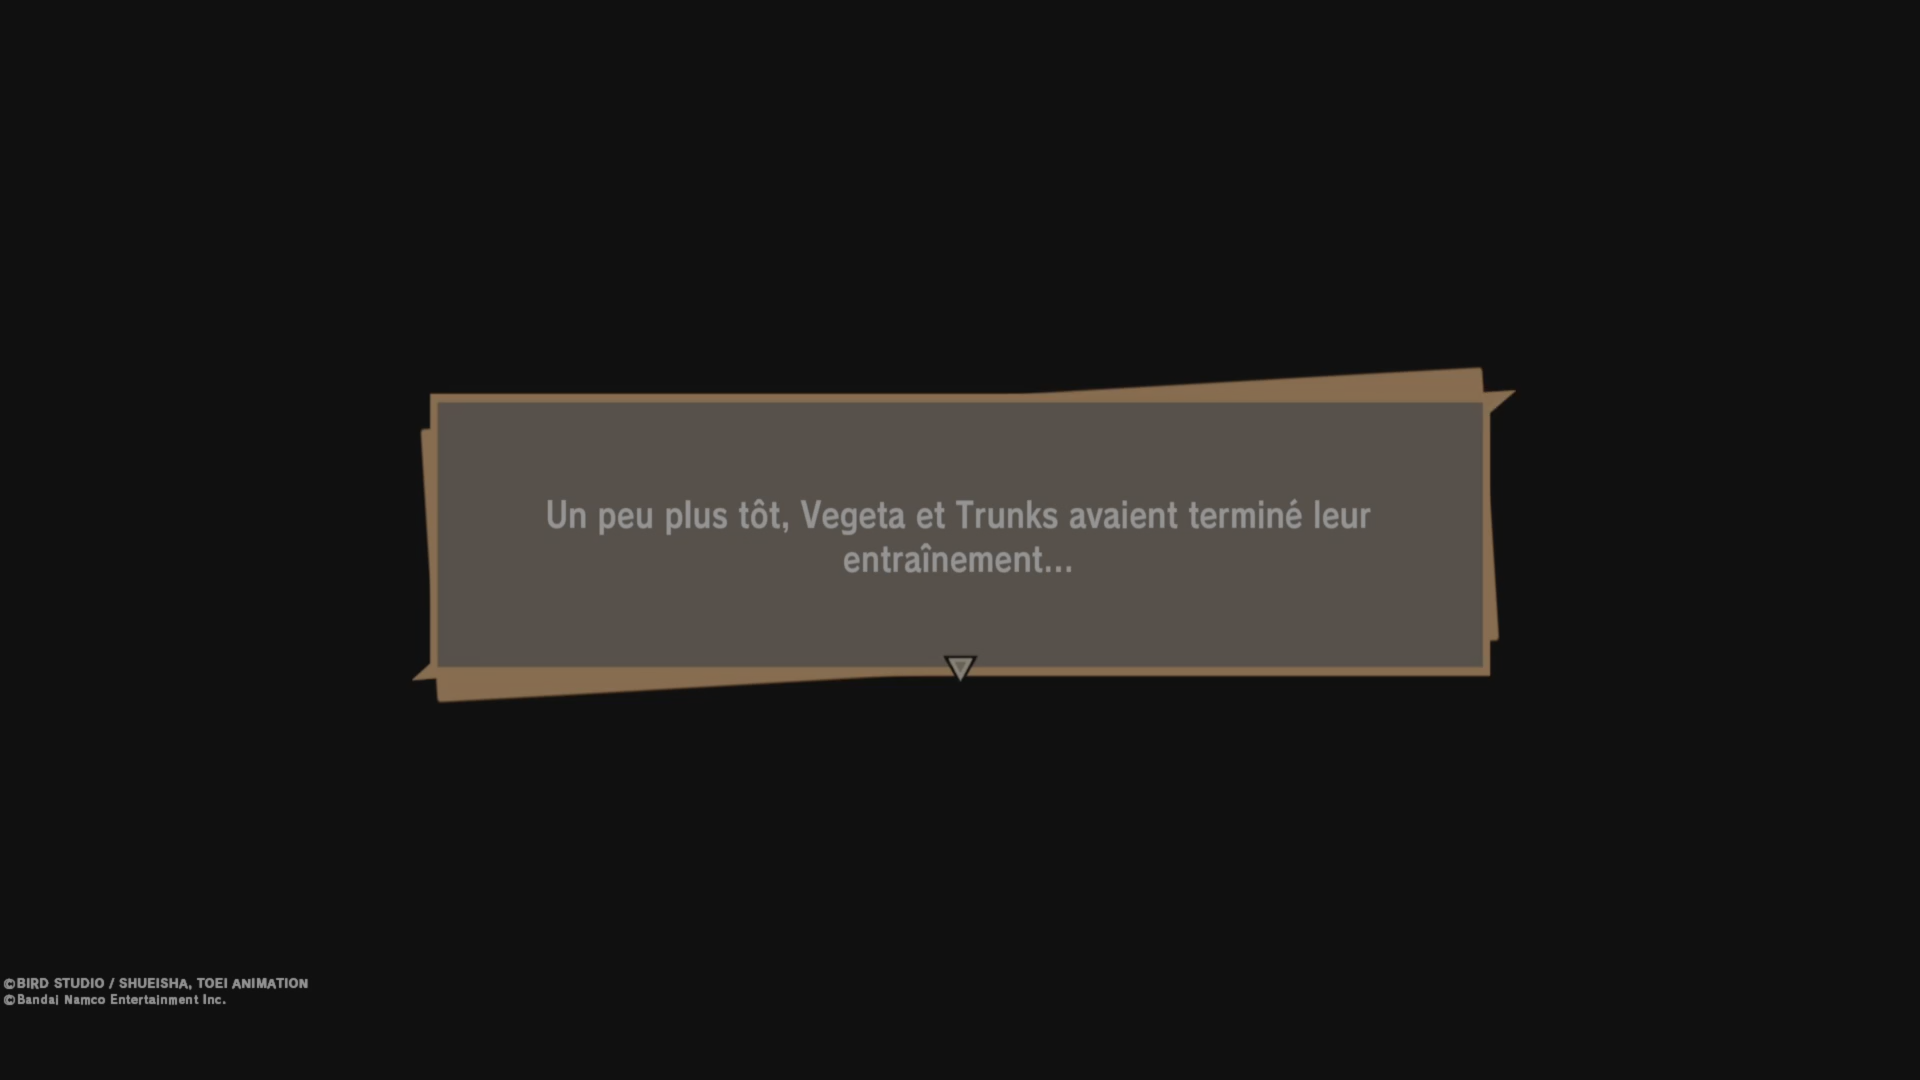 Un peu plus tôt, Vegeta et Trunks avaient terminé leur
entraînement...
©BIRD STUDIO / SHUEISHA, TOEI ANIMATION
©Bandai Namco Entertainment Inc.